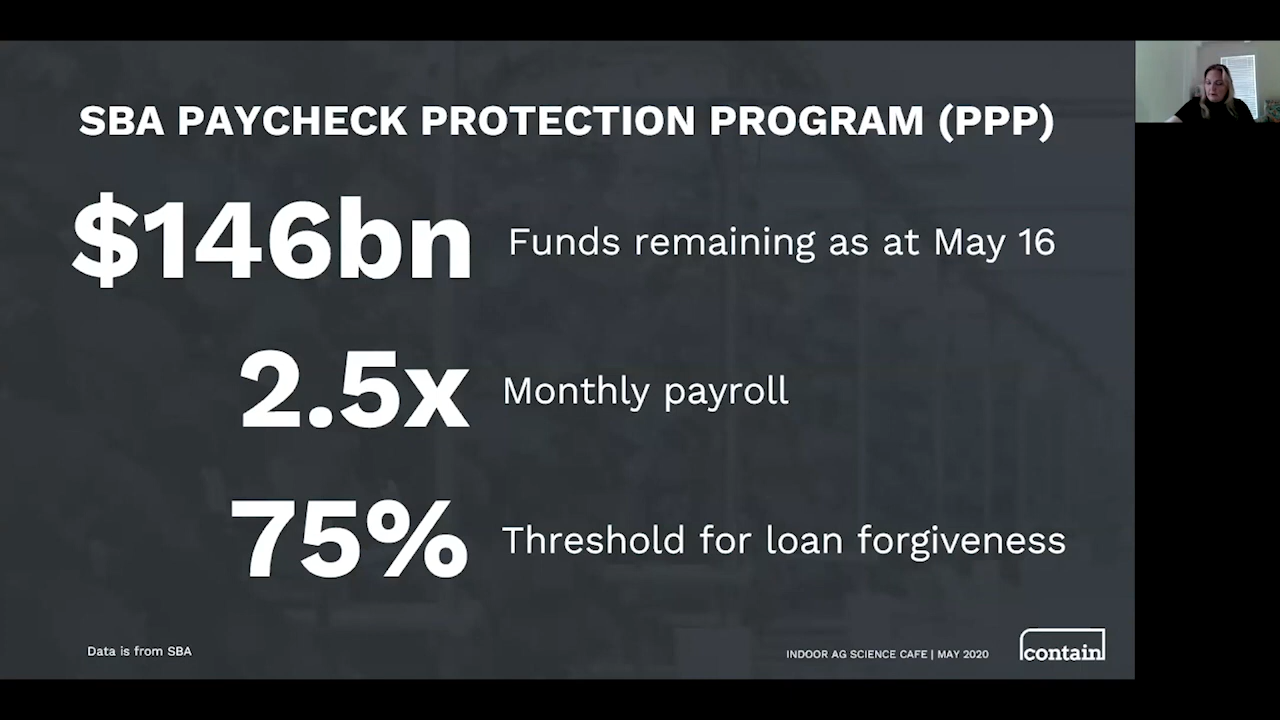 SBA PAYCHECK PROTECTION PROGRAM (PPP)
$146bn Funds remaining as at May 16
2.5x Monthly payroll
75% Threshold for loan forgiveness
Data is from SBA
INDOOR AG SCIENCE CAFE | MAY 2020
contain